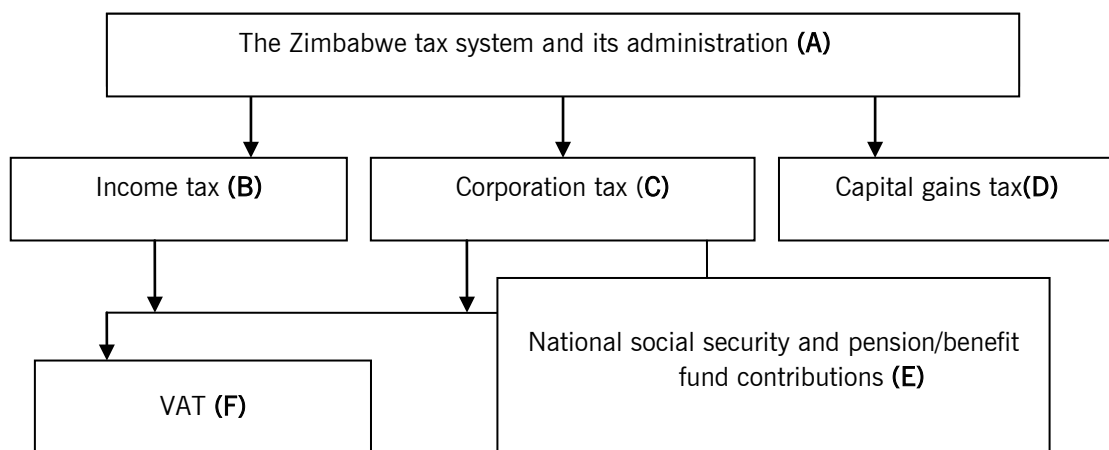 The Zimbabwe tax system and its administration (A)
Income tax (B)
Corporation tax (C)
Capital gains tax(D)
National social security and pension/benefit
fund contributions (E)
VAT (F)